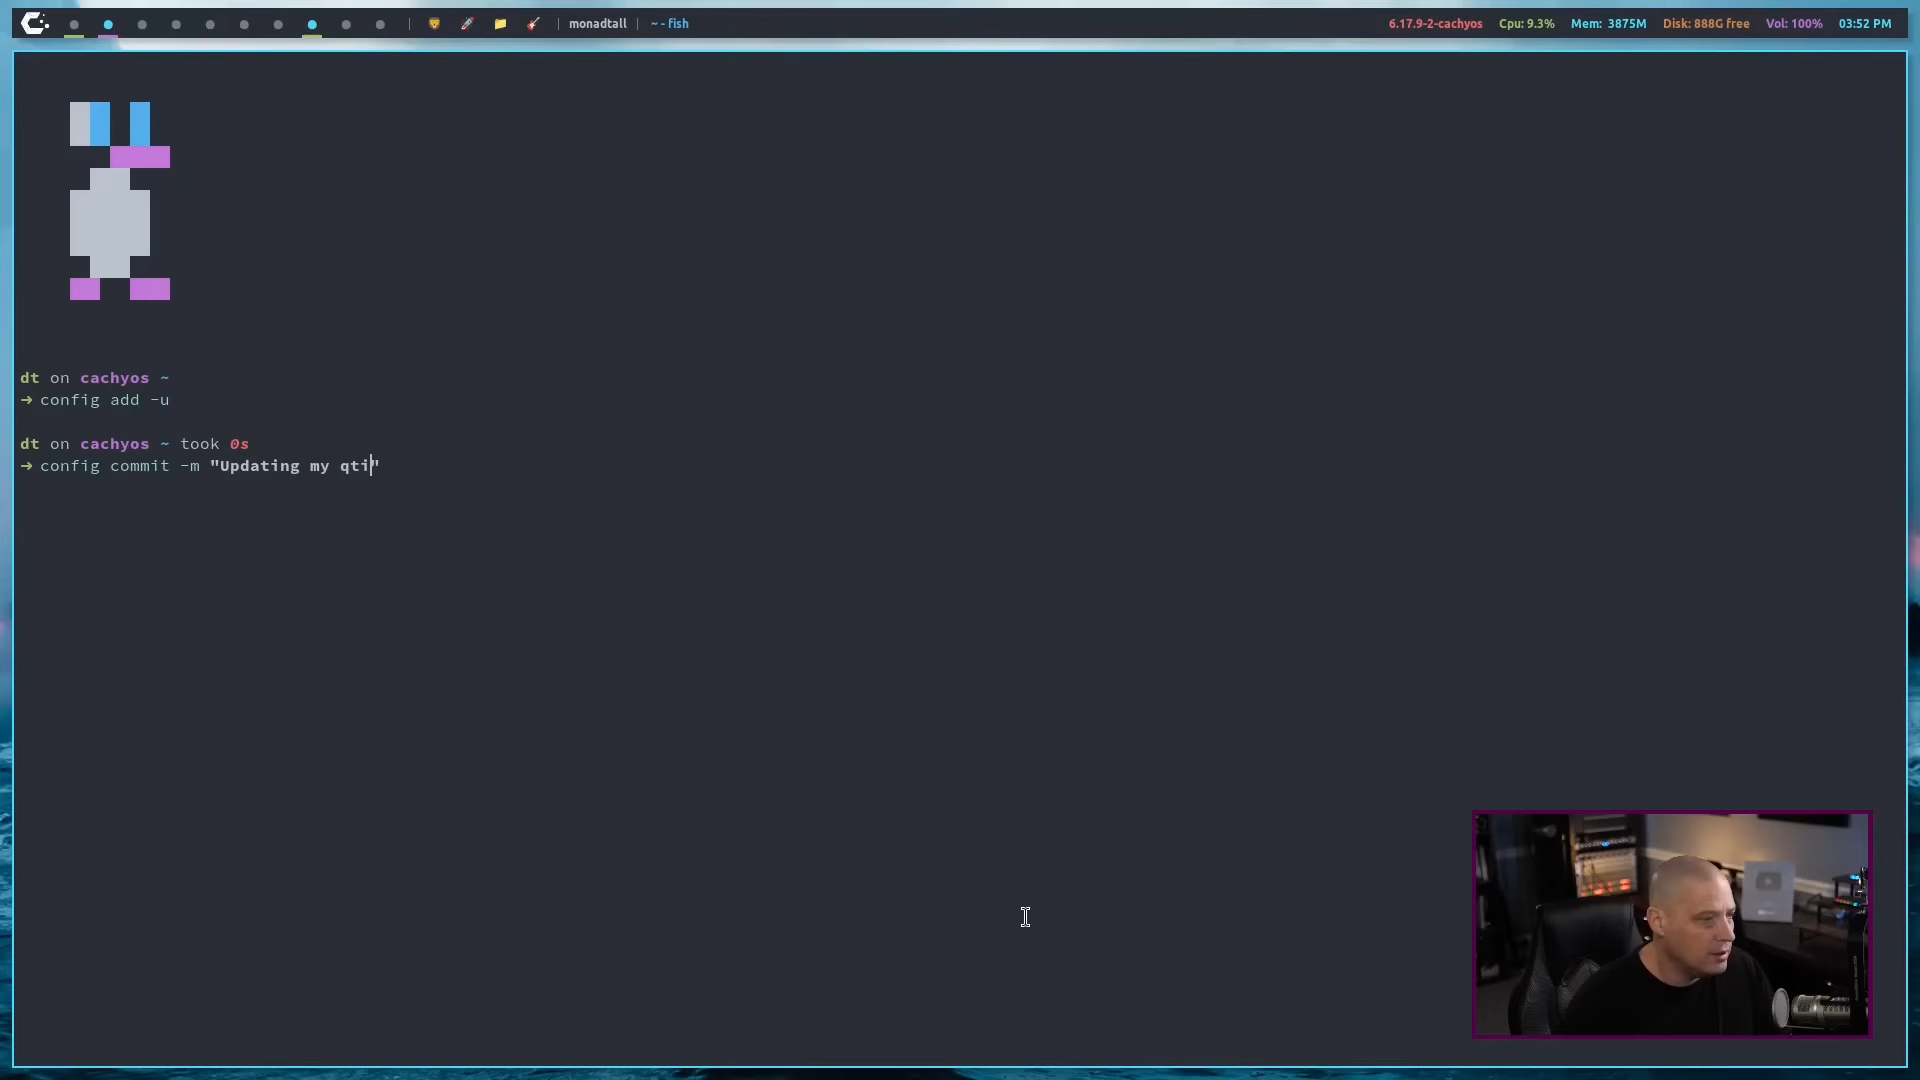 monadtall
~ - fish
6.17.9-2-cachyos
Cpu: 9.3%
Mem: 3875M
Disk: 888G free
Vol: 100%
03:52 PM
dt on cachyos ~
→ config add -u
dt on cachyos ~ took 0s
→ config commit -m "Updating my qti"